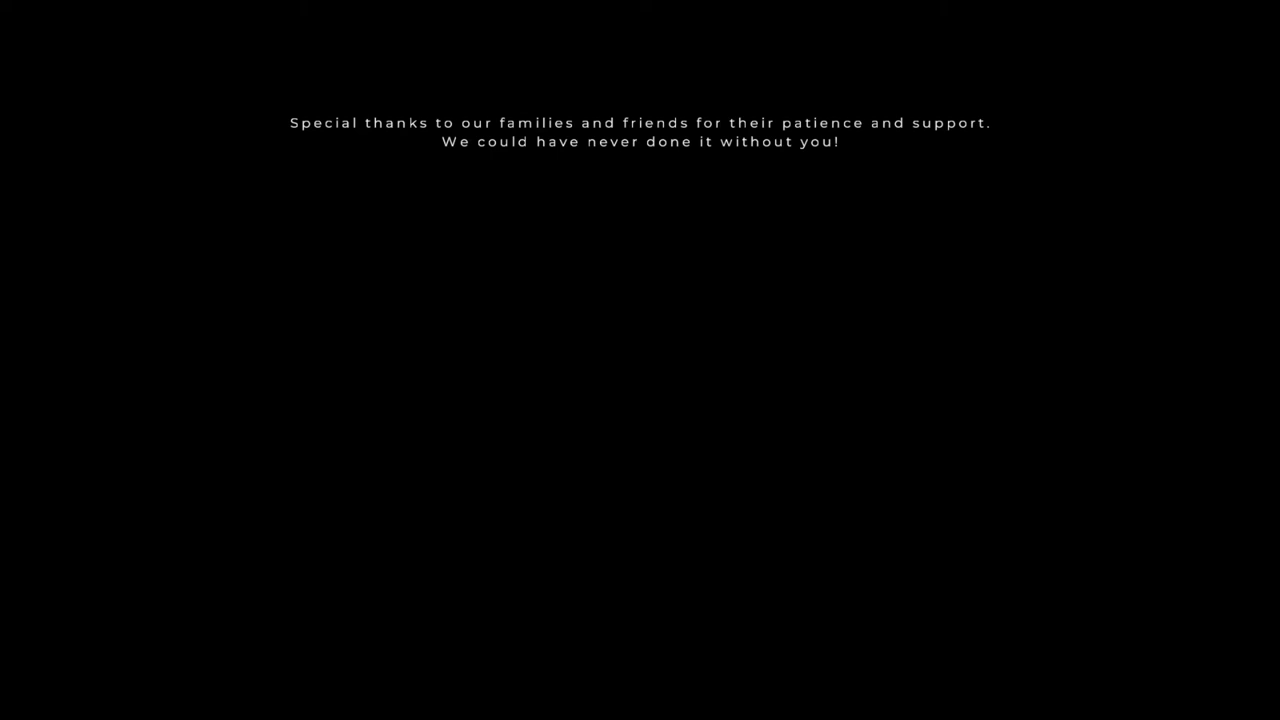 Special thanks to our families and friends for their patience and support.
We could have never done it without you!